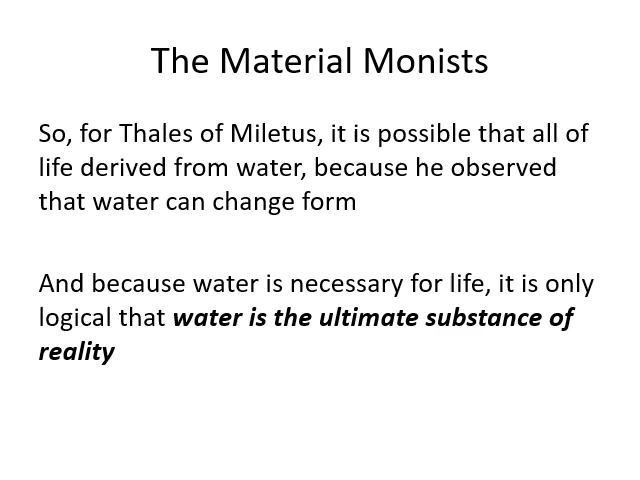 The Material Monists
So, for Thales of Miletus, it is possible that all of
life derived from water, because he observed
that water can change form
And because water is necessary for life, it is only
logical that water is the ultimate substance of
reality